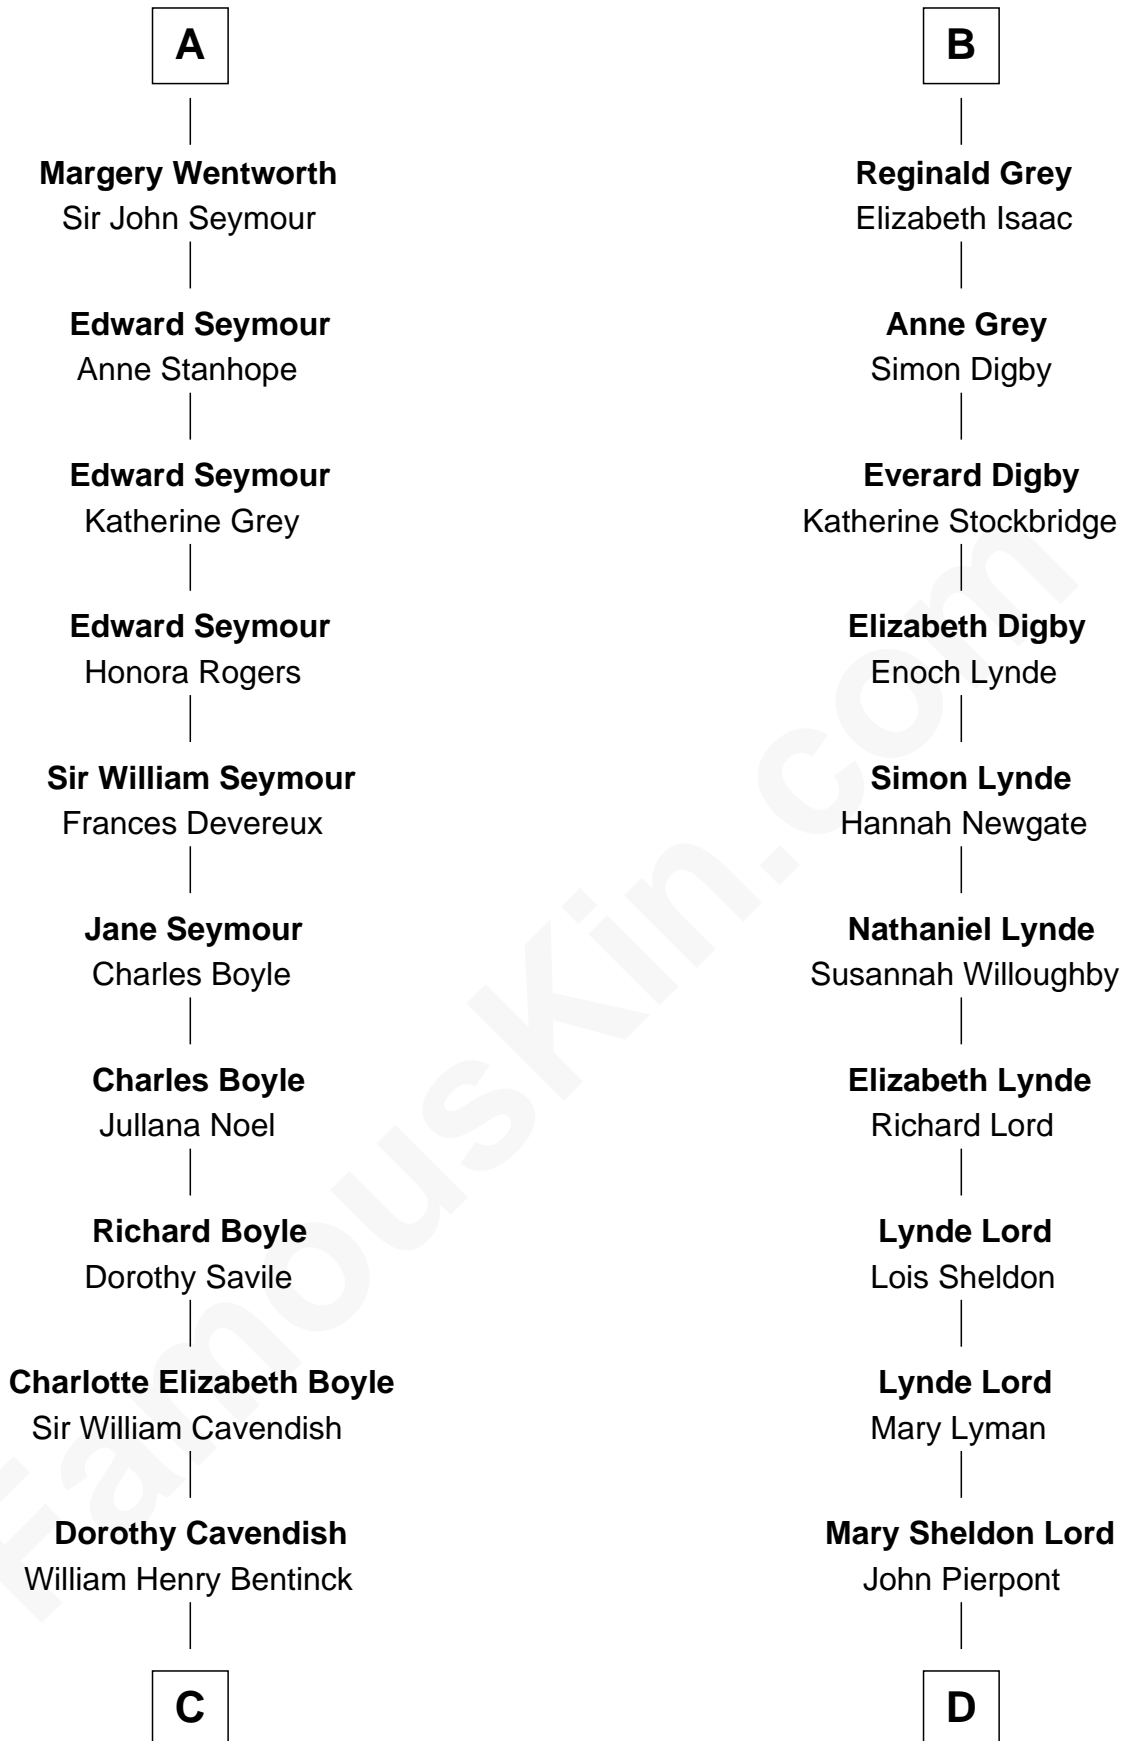 A
Margery Wentworth
Sir John Seymour
Edward Seymour
Anne Stanhope
Edward Seymour
Katherine Grey
Edward Seymour
Honora Rogers
Sir William Seymour
Frances Devereux
Jane Seymour
Charles Boyle
Charles Boyle
Jullana Noel
Richard Boyle
Dorothy Savile
Charlotte Elizabeth Boyle
Sir William Cavendish
Dorothy Cavendish
William Henry Bentinck
C
B
Reginald Grey
Elizabeth Isaac
Anne Grey
Simon Digby
Everard Digby
Katherine Stockbridge
Elizabeth Digby
Enoch Lynde
Simon Lynde
Hannah Newgate
Nathaniel Lynde
Susannah Willoughby
Elizabeth Lynde
Richard Lord
Lynde Lord
Lois Sheldon
Lynde Lord
Mary Lyman
Mary Sheldon Lord
John Pierpont
D
FamousKin.com